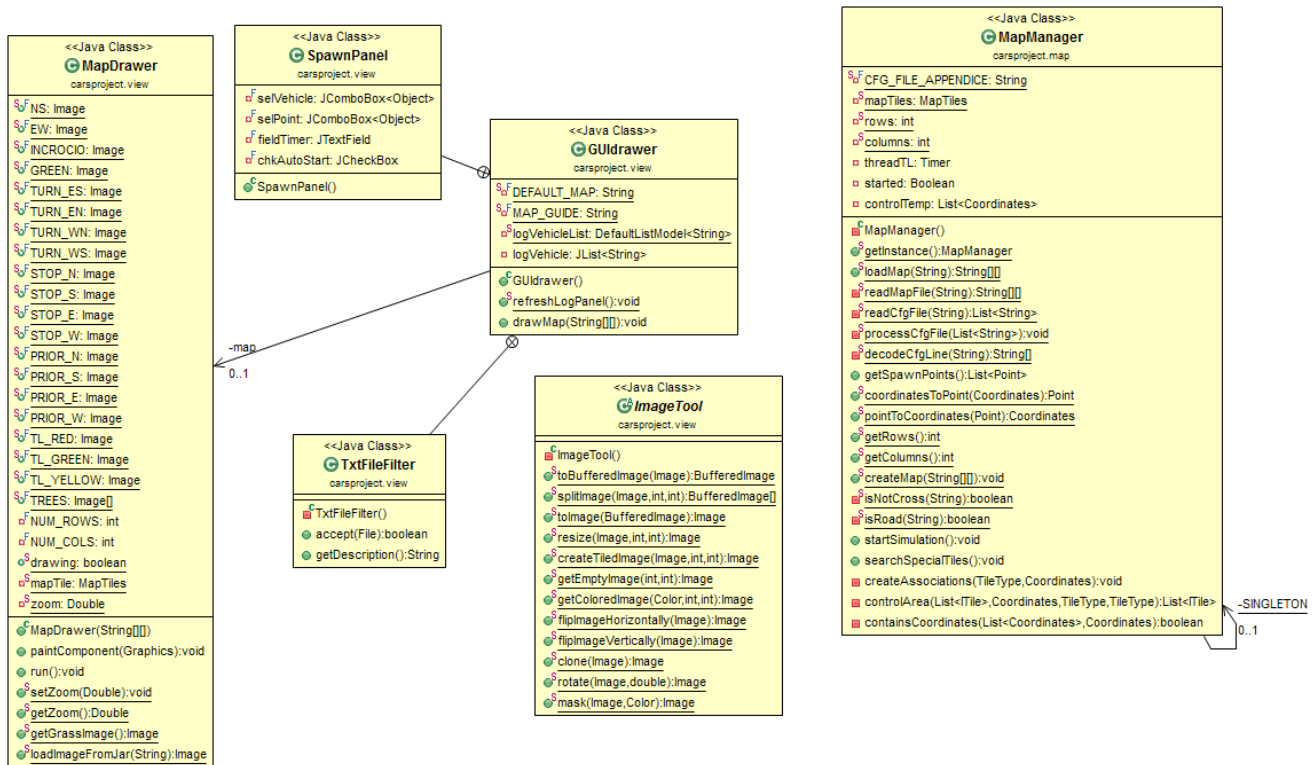 <<Java Class>>
MapDrawer
carsproject.view
NS: Image
EW: Image
INCROCIO: Image
GREEN: Image
TURN_ES: Image
TURN_EN: Image
TURN_WN: Image
TURN_WS: Image
STOP_N: Image
STOP_S: Image
STOP_E: Image
STOP_W: Image
PRIOR_N: Image
PRIOR_S: Image
PRIOR_E: Image
PRIOR_W: Image
TL_RED: Image
TL_GREEN: Image
TL_YELLOW: Image
TREES: Image[]
NUM_ROWS: int
NUM_COLS: int
drawing: boolean
mapTile: MapTiles
zoom: Double
MapDrawer(String[][])
paintComponent(Graphics):void
run():void
setZoom(Double):void
getZoom():Double
getGrassImage():Image
loadImageFromJar(String):Image
<<Java Class>>
SpawnPanel
carsproject.view
selVehicle: JComboBox<Object>
selPoint: JComboBox<Object>
fieldTimer: JTextField
chkAutoStart: JCheckBox
SpawnPanel()
<<Java Class>>
GUIdrawer
carsproject.view
DEFAULT_MAP: String
MAP_GUIDE: String
logVehicleList: DefaultListModel<String>
logVehicle: JList<String>
GUIdrawer()
refreshLogPanel():void
drawMap(String[][]):void
-map
0..1
<<Java Class>>
TxtFileFilter
carsproject.view
TxtFileFilter()
accept(File):boolean
getDescription():String
<<Java Class>>
ImageTool
carsproject.view
ImageTool()
toBufferedImage(Image):BufferedImage
splitImage(Image,int,int):BufferedImage[]
toImage(BufferedImage):Image
resize(Image,int,int):Image
createTiledImage(Image,int,int):Image
getEmptyImage(int,int):Image
getColoredImage(Color,int,int):Image
flipImageHorizontally(Image):Image
flipImageVertically(Image):Image
clone(Image):Image
rotate(Image,double):Image
mask(Image,Color):Image
<<Java Class>>
MapManager
carsproject.map
CFG_FILE_APPENDICE: String
mapTiles: MapTiles
rows: int
columns: int
threadTL: Timer
started: Boolean
controlTemp: List<Coordinates>
MapManager()
getInstance():MapManager
loadMap(String):String[][]
readMapFile(String):String[][]
readCfgFile(String):List<String>
processCfgFile(List<String>):void
decodeCfgLine(String):String[]
getSpawnPoints():List<Point>
coordinatesToPoint(Coordinates):Point
pointToCoordinates(Point):Coordinates
getRows():int
getColumns():int
createMap(String[][]):void
isNotCross(String):boolean
isRoad(String):boolean
startSimulation():void
searchSpecialTiles():void
createAssociations(TileType,Coordinates):void
controlArea(List<ITile>,Coordinates,TileType,TileType):List<ITile>
containsCoordinates(List<Coordinates>,Coordinates):boolean
-SINGLETON
0..1